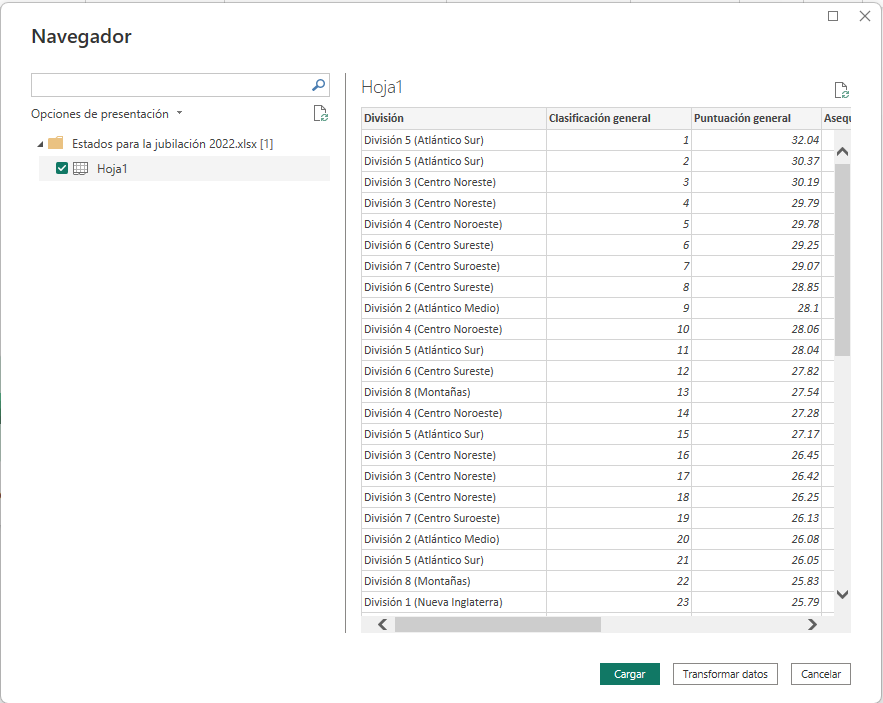 Navegador
Opciones de presentación
Estados para la jubilación 2022.xlsx [1]
Hoja1
Hoja1
División Clasificación general Puntuación general Asequ
División 5 (Atlántico Sur) 1 32.04
División 5 (Atlántico Sur) 2 30.37
División 3 (Centro Noreste) 3 30.19
División 3 (Centro Noreste) 4 29.79
División 4 (Centro Noroeste) 5 29.78
División 6 (Centro Sureste) 6 29.25
División 7 (Centro Suroeste) 7 29.07
División 6 (Centro Sureste) 8 28.85
División 2 (Atlántico Medio) 9 28.1
División 4 (Centro Noroeste) 10 28.06
División 5 (Atlántico Sur) 11 28.04
División 6 (Centro Sureste) 12 27.82
División 8 (Montañas) 13 27.54
División 4 (Centro Noroeste) 14 27.28
División 5 (Atlántico Sur) 15 27.17
División 3 (Centro Noreste) 16 26.45
División 3 (Centro Noreste) 17 26.42
División 3 (Centro Noreste) 18 26.25
División 7 (Centro Suroeste) 19 26.13
División 2 (Atlántico Medio) 20 26.08
División 5 (Atlántico Sur) 21 26.05
División 8 (Montañas) 22 25.83
División 1 (Nueva Inglaterra) 23 25.79
Cargar Transformar datos Cancelar